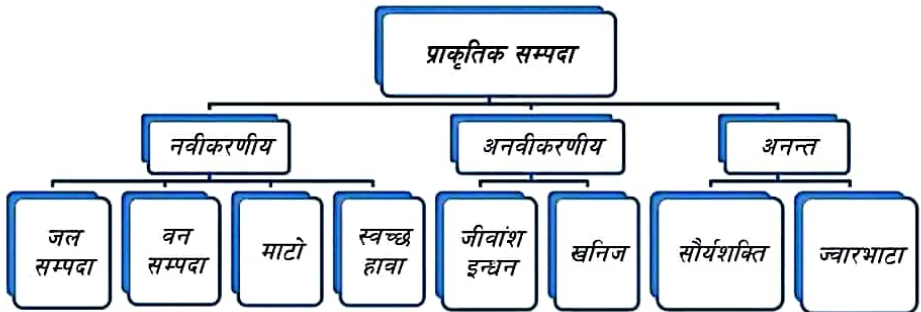 प्राकृतिक सम्पदा
नवीकरणीय
अनवीकरणीय
अनन्त
जल
सम्पदा
वन
सम्पदा
माटो
स्वच्छ
हावा
जीवांश
इन्धन
खनिज
सौर्यशक्ति
ज्वारभाटा